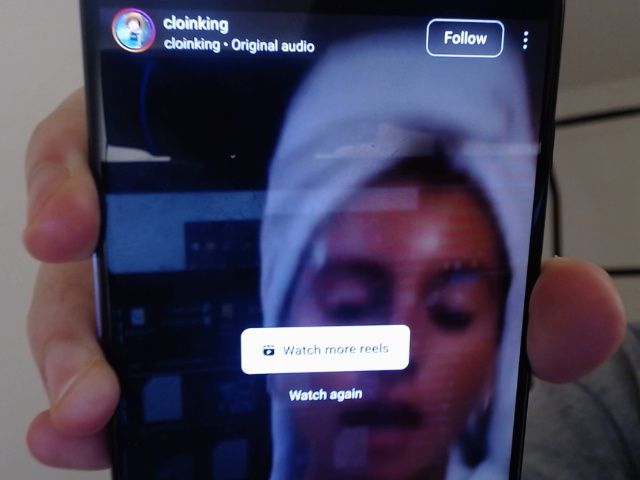 cloinking
cloinking • Original audio
Follow
Watch more reels
Watch again